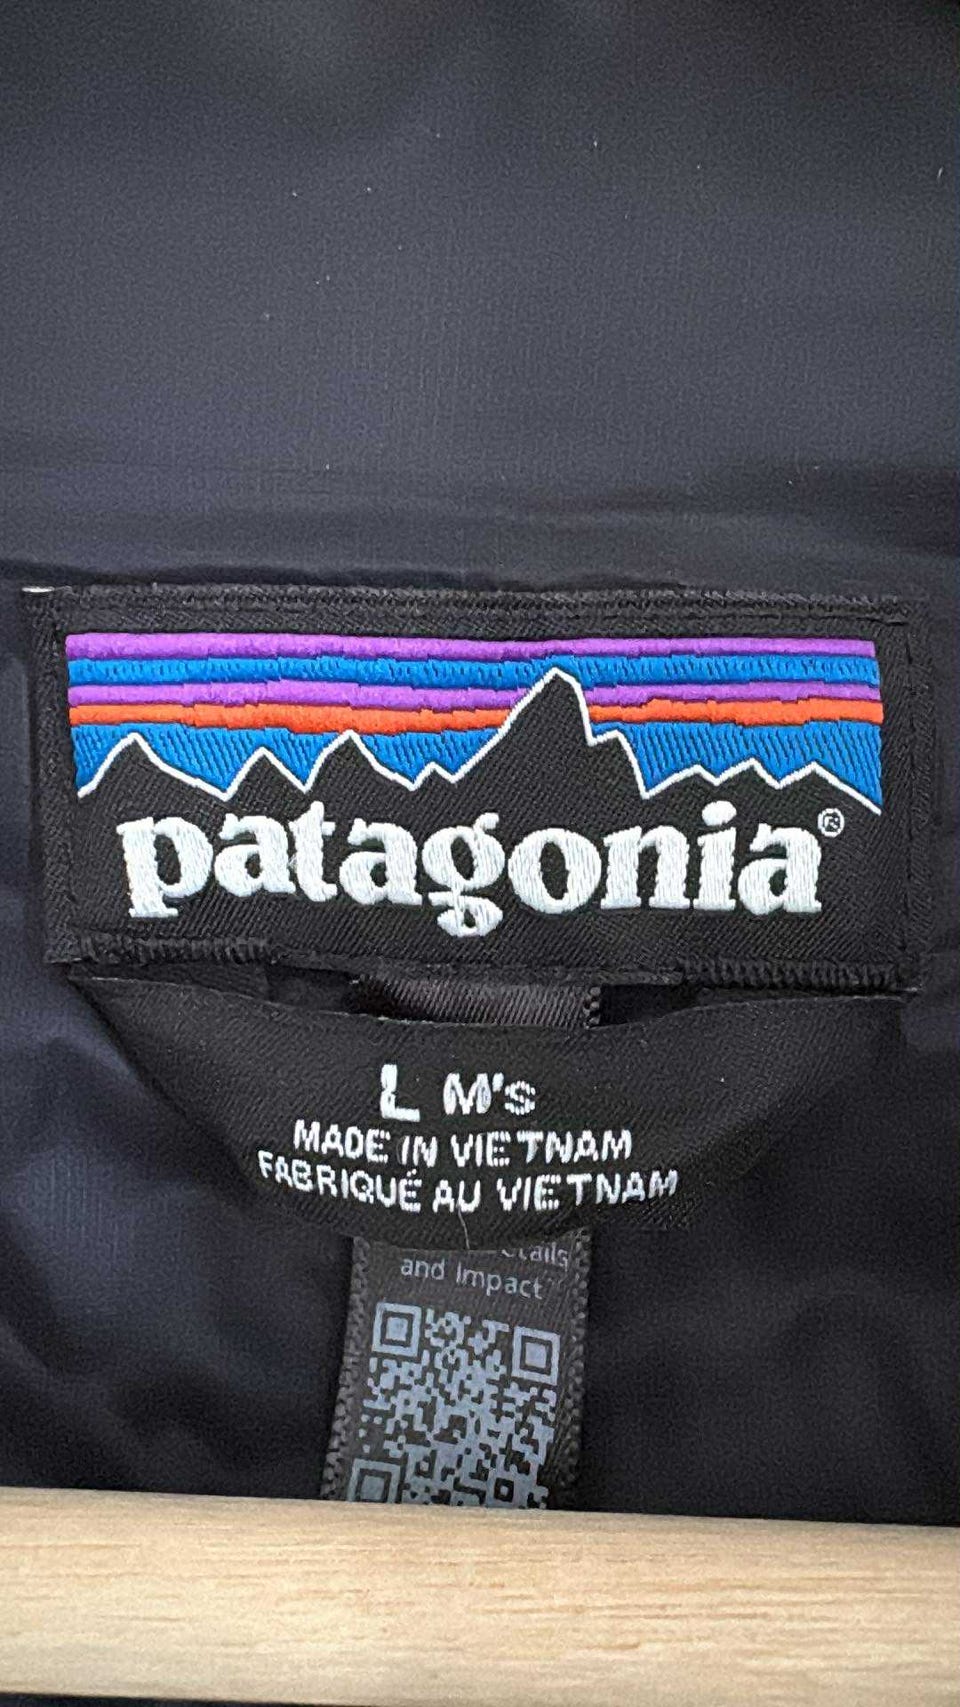 patagonia®
L M's
MADE IN VIETNAM
FABRIQUÉ AU VIETNAM
and Impact